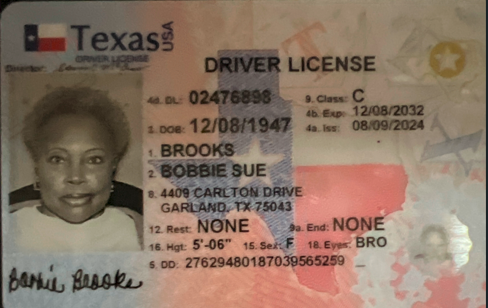 Texas USA
DRIVER LICENSE
Director:
DRIVER LICENSE
4d. DL: 02476898 9. Class: C
4b. Exp: 12/08/2032
3. DOB: 12/08/1947 4a. Iss: 08/09/2024
1. BROOKS
2. BOBBIE SUE
8. 4409 CARLTON DRIVE
GARLAND, TX 75043
12. Rest: NONE 9a. End: NONE
16. Hgt: 5'-06" 15. Sex: F 18. Eyes: BRO
5. DD: 27629480187039565259
Brooks